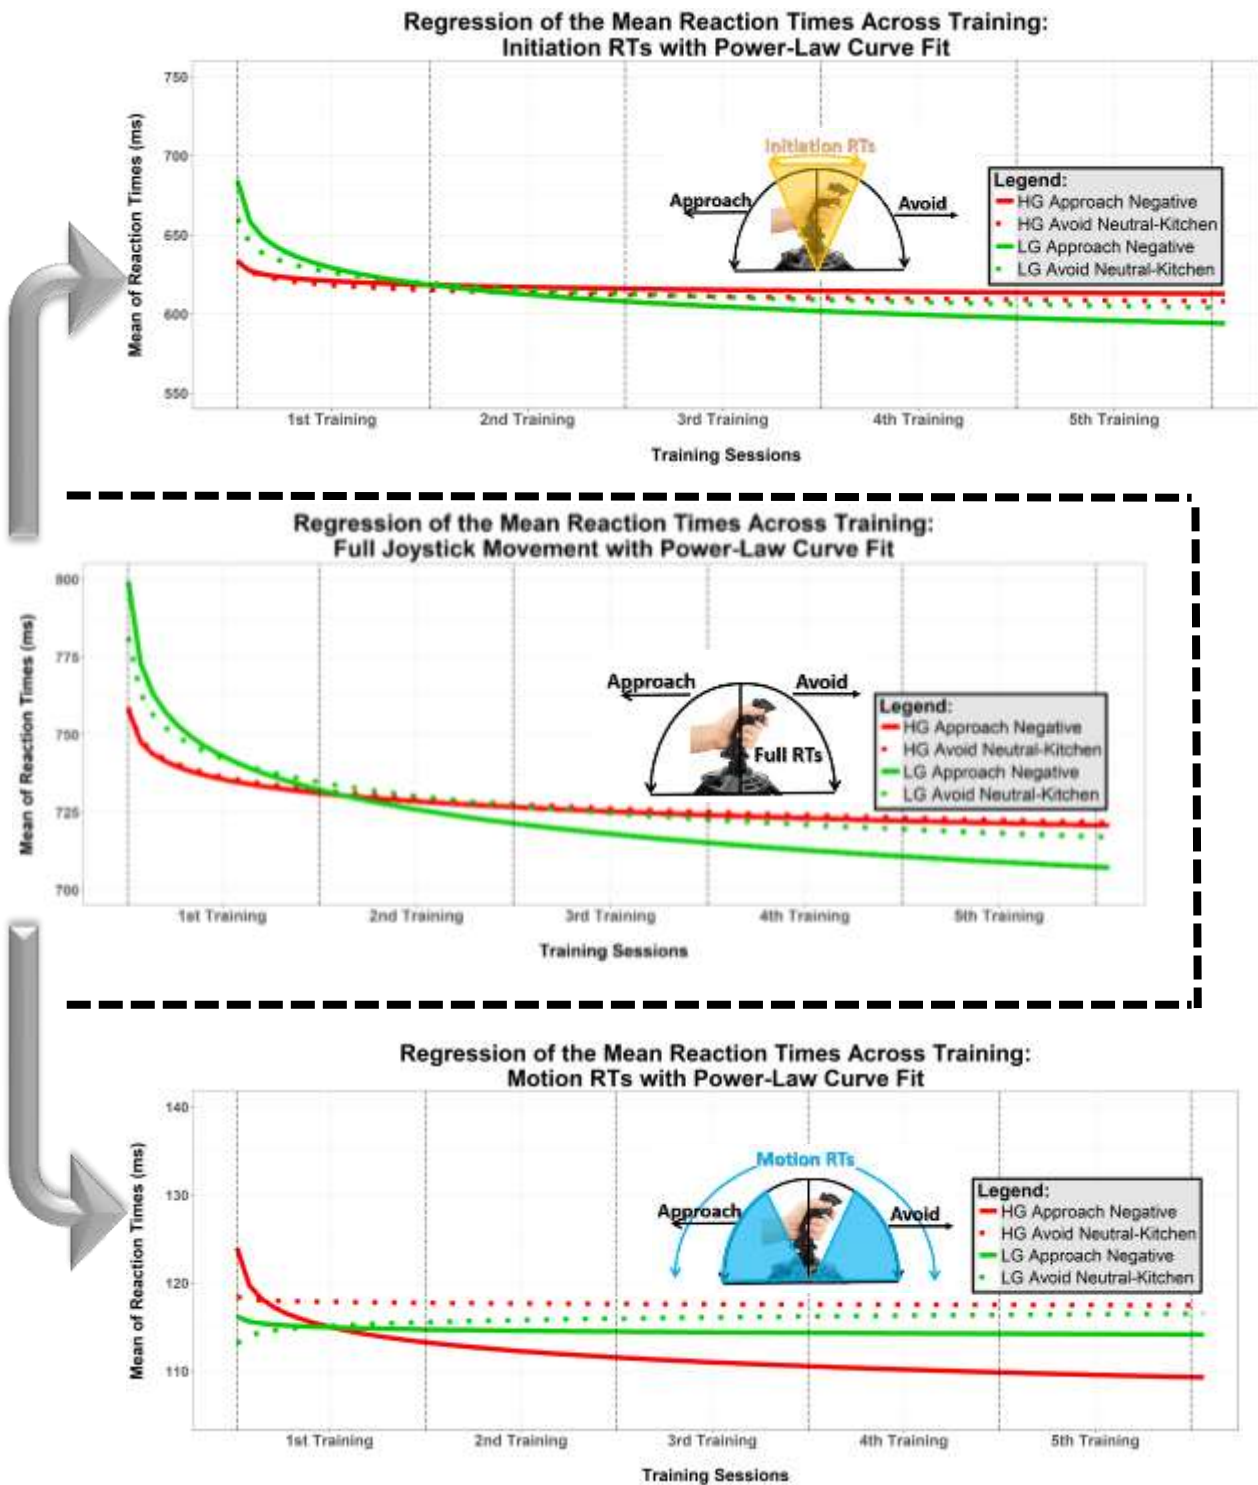 Regression of the Mean Reaction Times Across Training:
Initiation RTs with Power-Law Curve Fit
Mean of Reaction Times (ms)
750
700
650
600
550
Initiation RTs
Approach
Avoid
Legend:
HG Approach Negative
HG Avoid Neutral-Kitchen
LG Approach Negative
LG Avoid Neutral-Kitchen
1st Training
2nd Training
3rd Training
4th Training
5th Training
Training Sessions
Regression of the Mean Reaction Times Across Training:
Full Joystick Movement with Power-Law Curve Fit
Mean of Reaction Times (ms)
800
775
750
725
700
Approach
Avoid
Full RTs
Legend:
HG Approach Negative
HG Avoid Neutral-Kitchen
LG Approach Negative
LG Avoid Neutral-Kitchen
1st Training
2nd Training
3rd Training
4th Training
5th Training
Training Sessions
Regression of the Mean Reaction Times Across Training:
Motion RTs with Power-Law Curve Fit
Mean of Reaction Times (ms)
140
130
120
110
Motion RTs
Approach
Avoid
Legend:
HG Approach Negative
HG Avoid Neutral-Kitchen
LG Approach Negative
LG Avoid Neutral-Kitchen
1st Training
2nd Training
3rd Training
4th Training
5th Training
Training Sessions